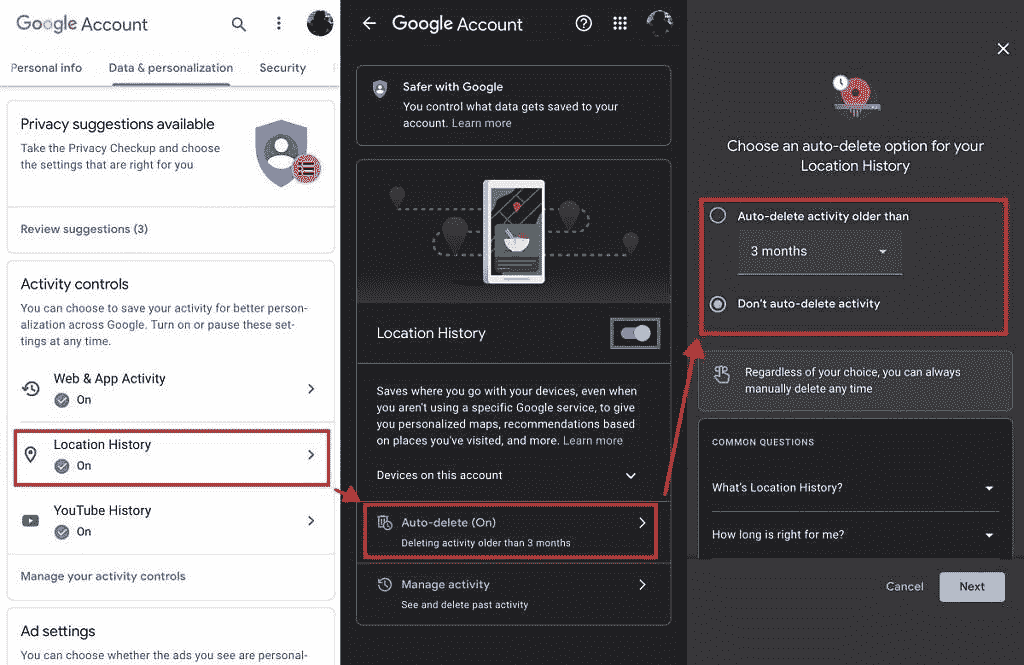 Google Account
Personal info
Data & personalization
Security
Privacy suggestions available
Take the Privacy Checkup and choose
the settings that are right for you
Review suggestions (3)
Activity controls
You can choose to save your activity for better person-
alization across Google. Turn on or pause these set-
tings at any time.
Web & App Activity
On
Location History
On
YouTube History
On
Manage your activity controls
Ad settings
You can choose whether the ads you see are personal-
Google Account
Safer with Google
You control what data gets saved to your
account. Learn more
Location History
Saves where you go with your devices, even when
you aren't using a specific Google service, to give
you personalized maps, recommendations based
on places you've visited, and more. Learn more
Devices on this account
Auto-delete (On)
Deleting activity older than 3 months
Manage activity
See and delete past activity
Choose an auto-delete option for your
Location History
Auto-delete activity older than
3 months
Don't auto-delete activity
Regardless of your choice, you can always
manually delete any time
COMMON QUESTIONS
What's Location History?
How long is right for me?
Cancel
Next